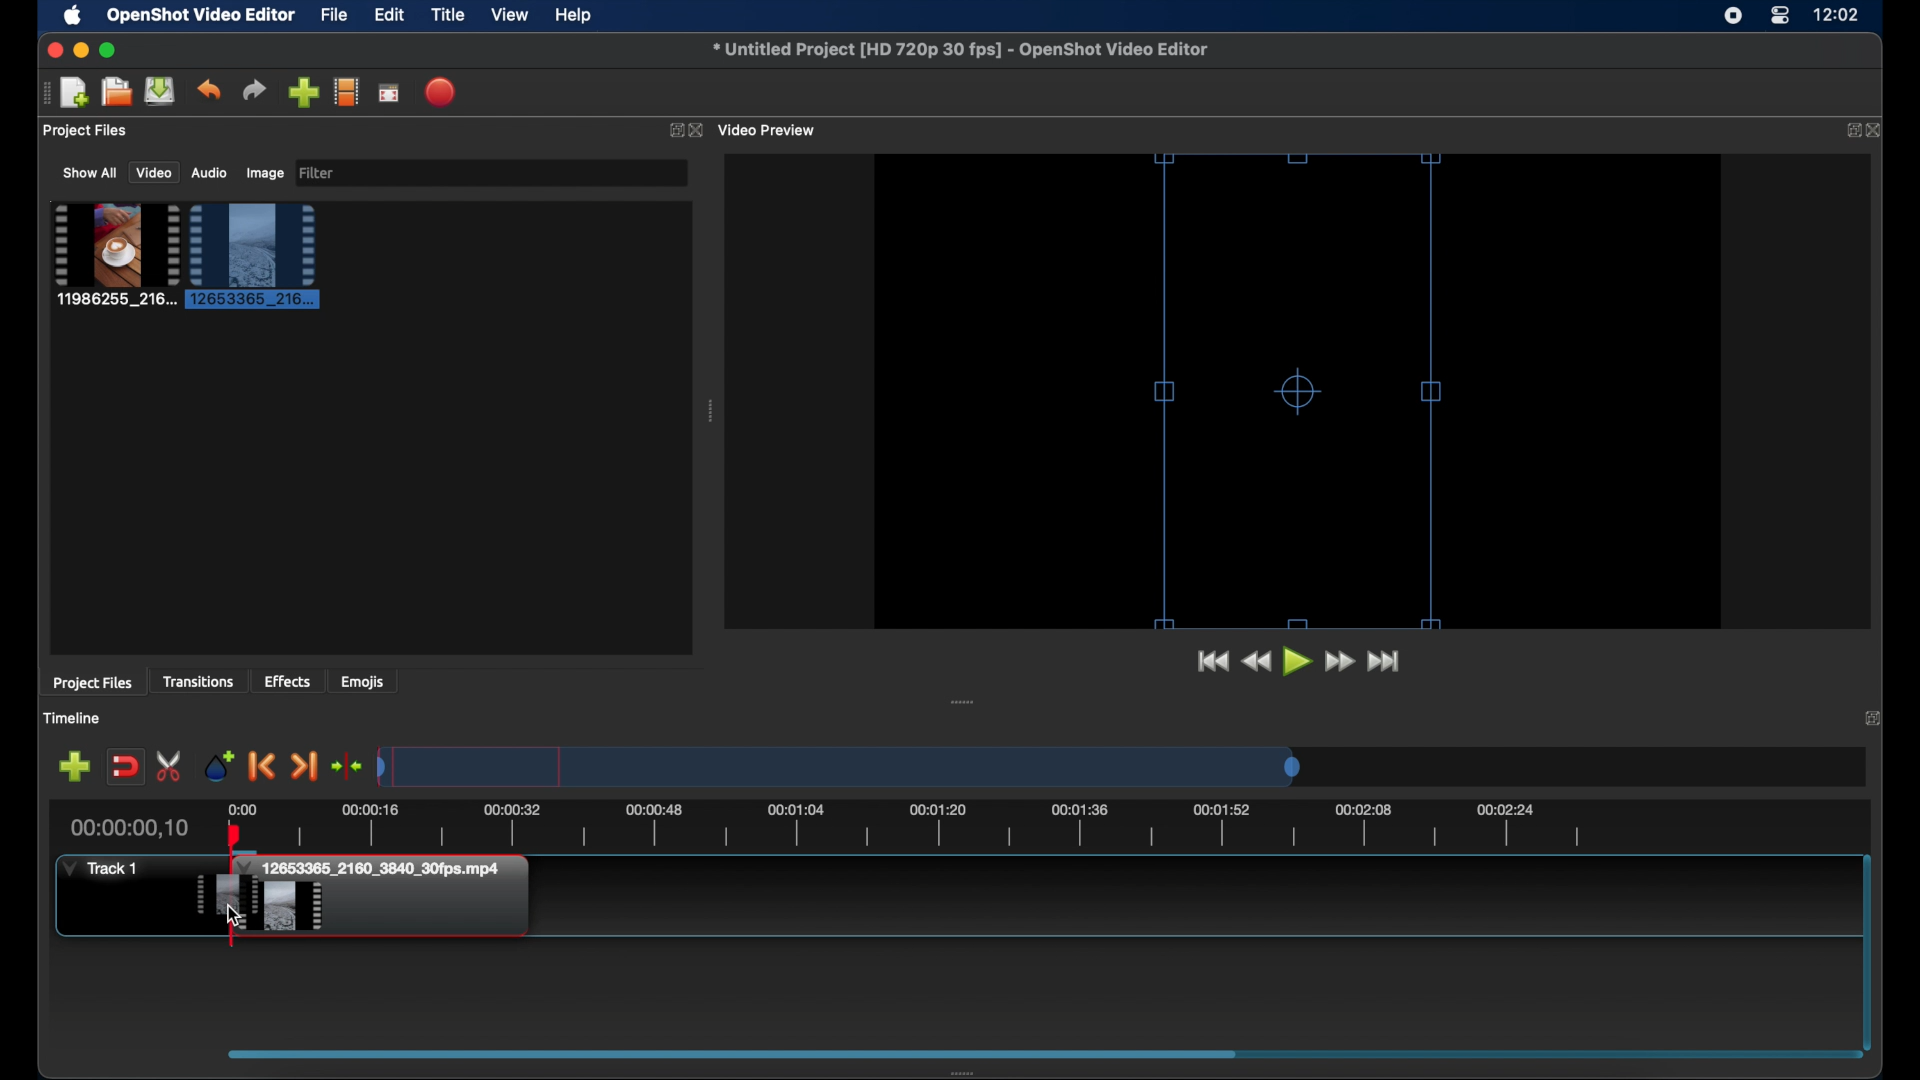 OpenShot Video Editor File Edit Title View Help 12:02
* Untitled Project [HD 720p 30 fps] - OpenShot Video Editor
Project Files
Video Preview
Show All Video Audio Image Filter
11986255_216... 12653365_216...
Project Files Transitions Effects Emojis
Timeline
0:00 00:00:16 00:00:32 00:00:48 00:01:04 00:01:20 00:01:36 00:01:52 00:02:08 00:02:24
00:00:00,10
Track 1 12653365_2160_3840_30fps.mp4